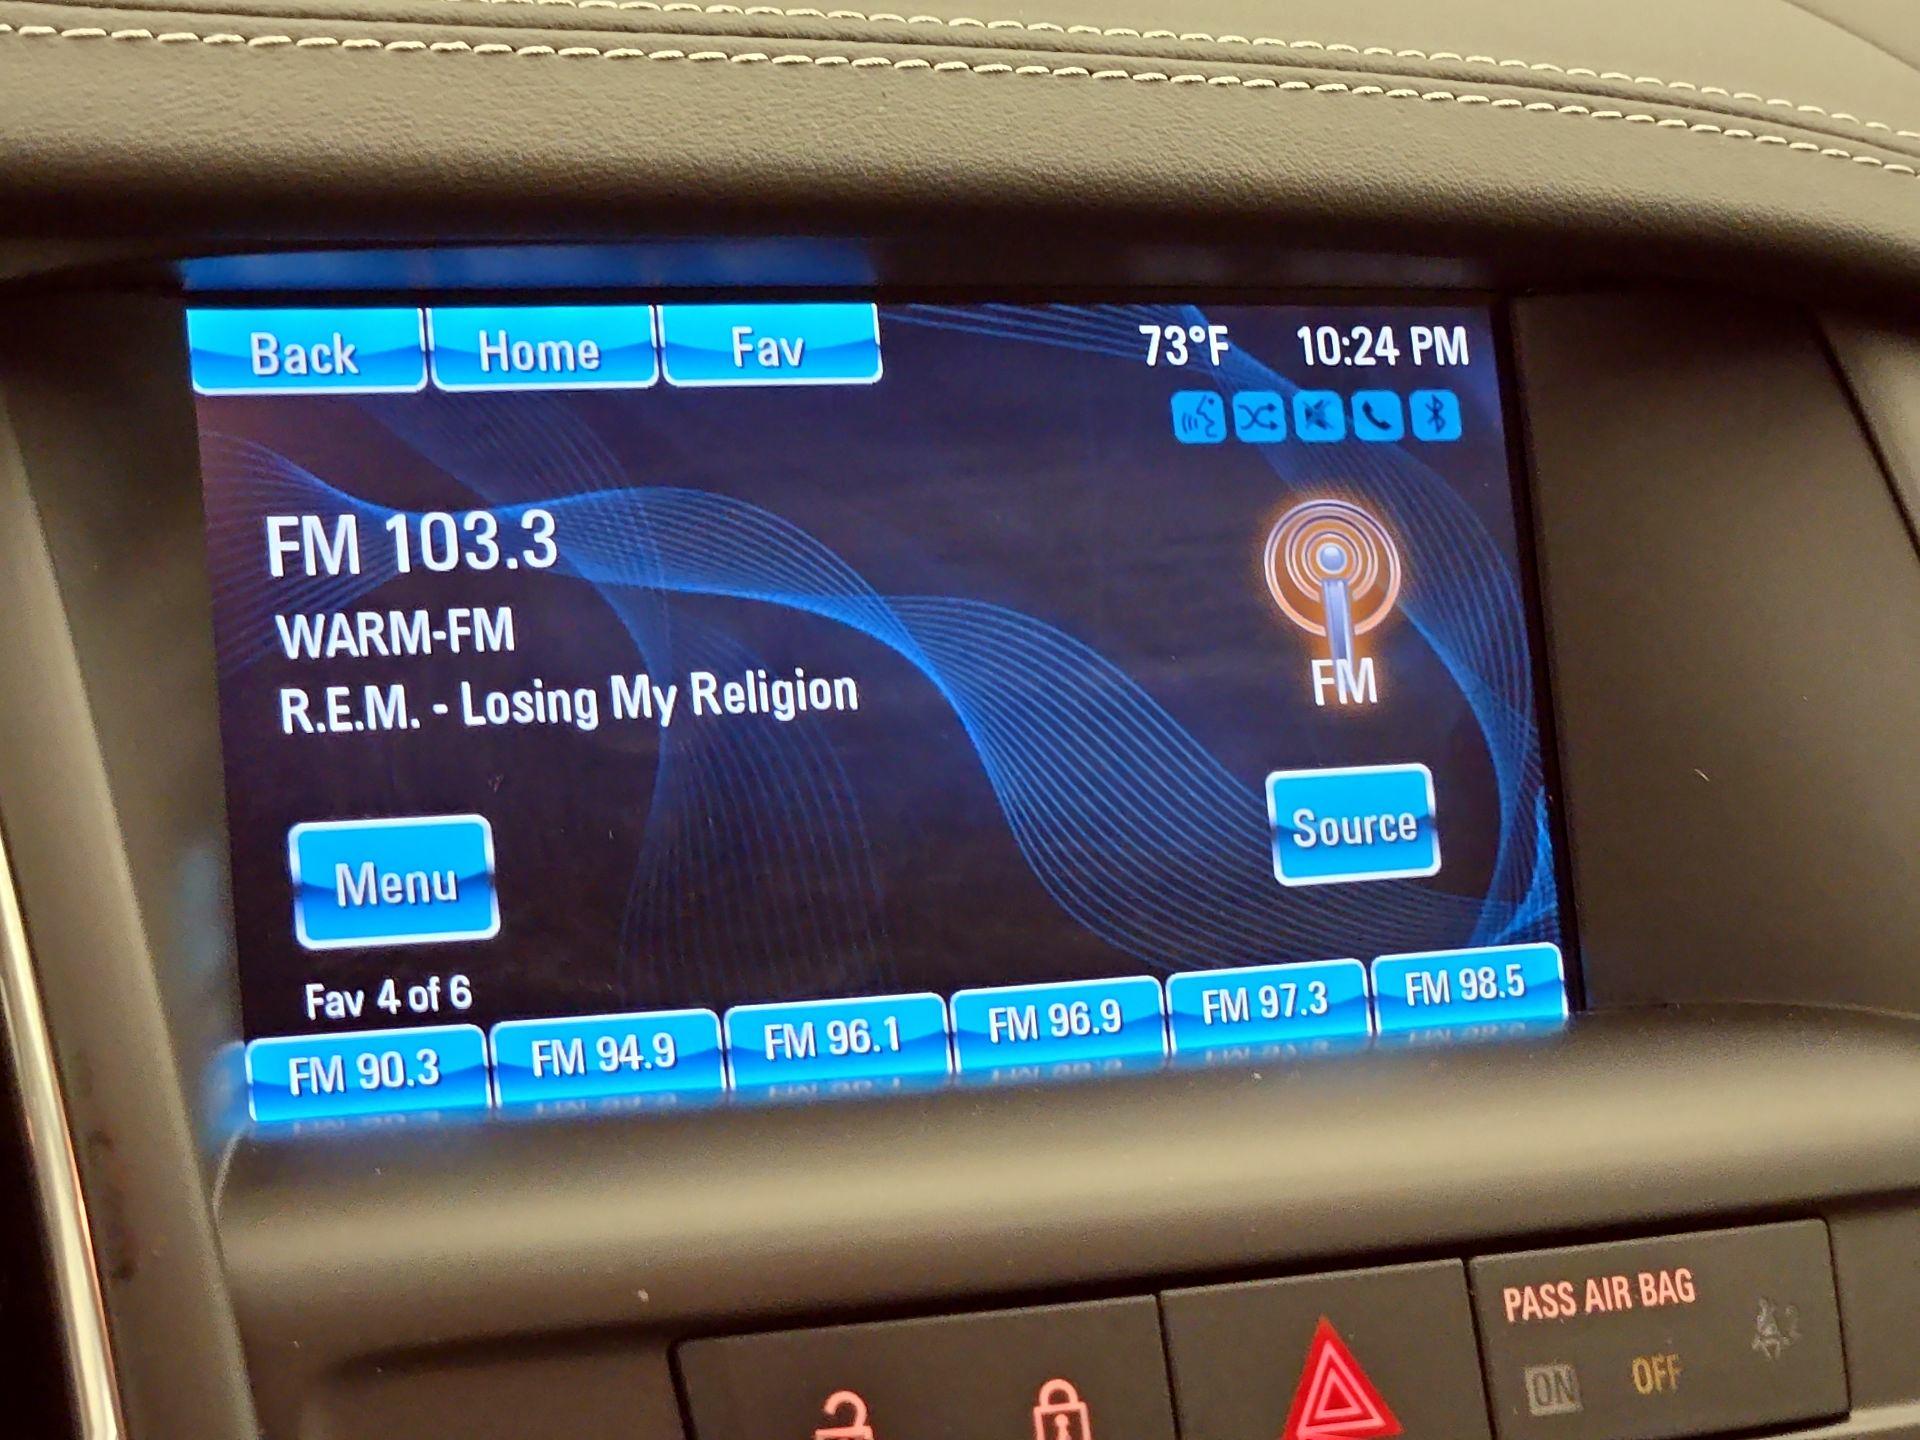 Back Home Fav 73°F 10:24 PM
FM 103.3
WARM-FM
R.E.M. - Losing My Religion
FM
Source
Menu
Fav 4 of 6
FM 90.3 FM 94.9 FM 96.1 FM 96.9 FM 97.3 FM 98.5
PASS AIR BAG
ON OFF